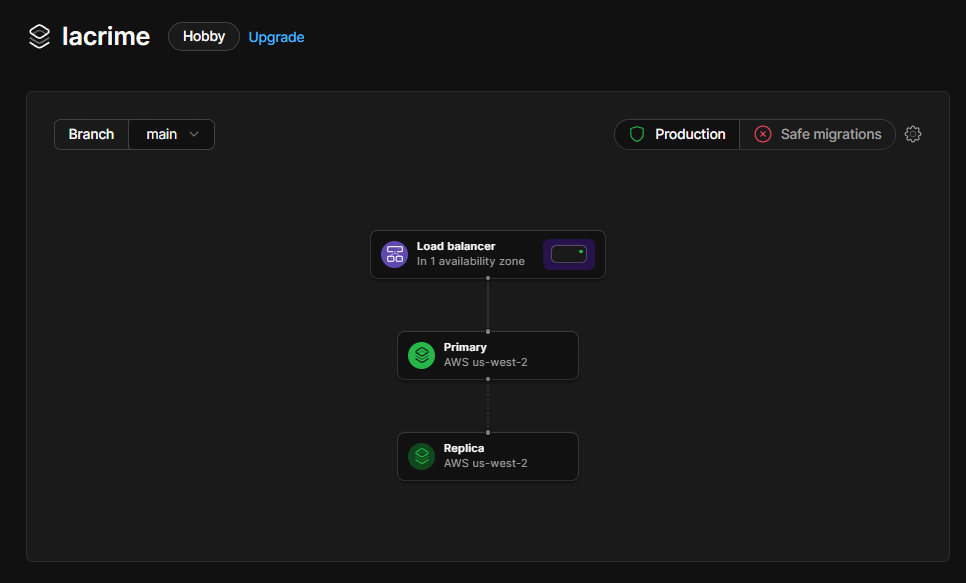 lacrime Hobby Upgrade
Branch main Production Safe migrations
Load balancer
In 1 availability zone
Primary
AWS us-west-2
Replica
AWS us-west-2